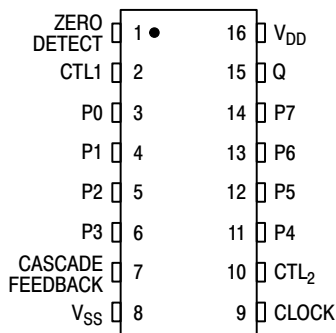 ZERO
DETECT 1 16 VDD
CTL1 2 15 Q
P0 3 14 P7
P1 4 13 P6
P2 5 12 P5
P3 6 11 P4
CASCADE
FEEDBACK 7 10 CTL2
VSS 8 9 CLOCK